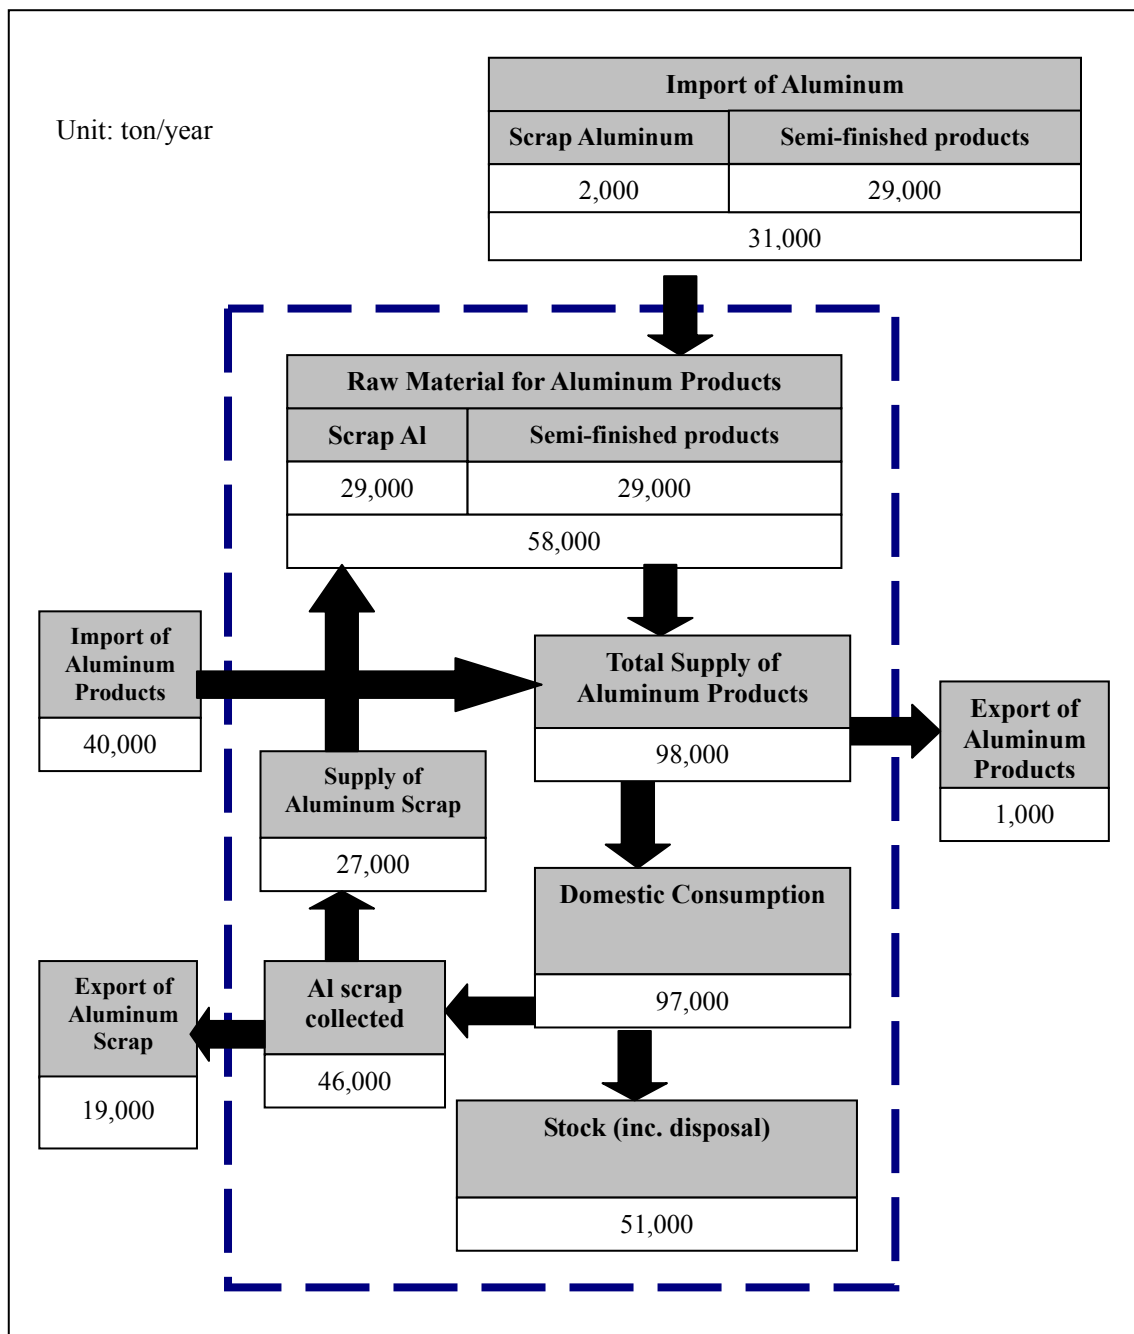 Unit: ton/year
Import of Aluminum
Scrap Aluminum
Semi-finished products
2,000
29,000
31,000
Raw Material for Aluminum Products
Scrap Al
Semi-finished products
29,000
29,000
58,000
Import of
Aluminum
Products
40,000
Total Supply of
Aluminum Products
98,000
Export of
Aluminum
Products
1,000
Supply of
Aluminum Scrap
27,000
Domestic Consumption
97,000
Export of
Aluminum
Scrap
19,000
Al scrap
collected
46,000
Stock (inc. disposal)
51,000